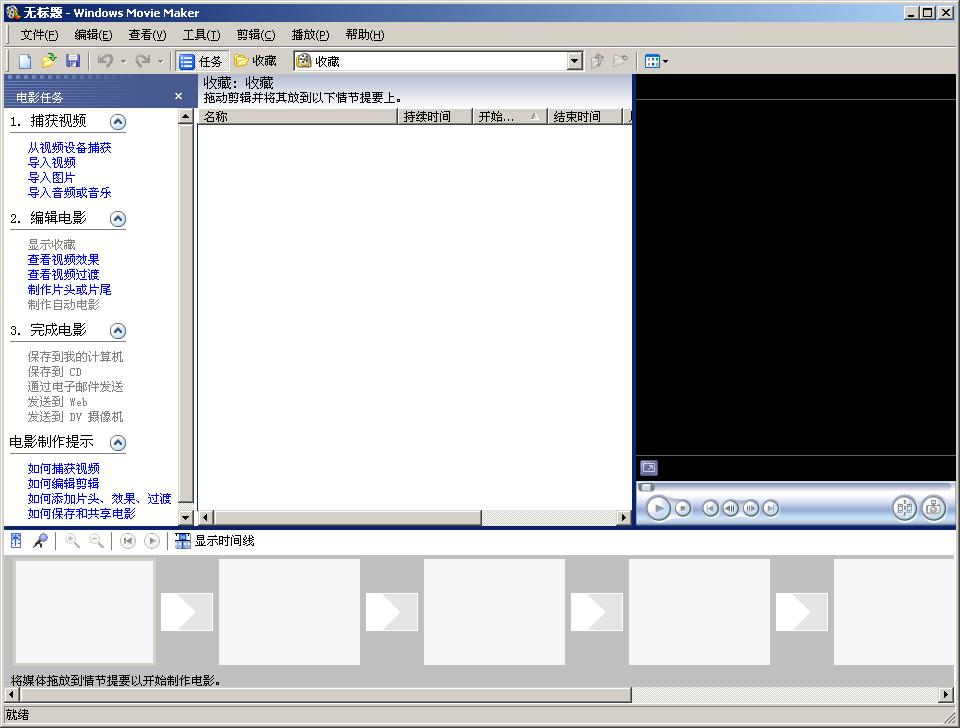 无标题 - Windows Movie Maker
文件(F) 编辑(E) 查看(V) 工具(T) 剪辑(C) 播放(P) 帮助(H)
任务 收藏 收藏
电影任务
收藏: 收藏
拖动剪辑并将其放到以下情节提要上。
名称 持续时间 开始... 结束时间
1. 捕获视频
从视频设备捕获
导入视频
导入图片
导入音频或音乐
2. 编辑电影
显示收藏
查看视频效果
查看视频过渡
制作片头或片尾
制作自动电影
3. 完成电影
保存到我的计算机
保存到 CD
通过电子邮件发送
发送到 Web
发送到 DV 摄像机
电影制作提示
如何捕获视频
如何编辑剪辑
如何添加片头、效果、过渡
如何保存和共享电影
显示时间线
将媒体拖放到情节提要以开始制作电影。
就绪